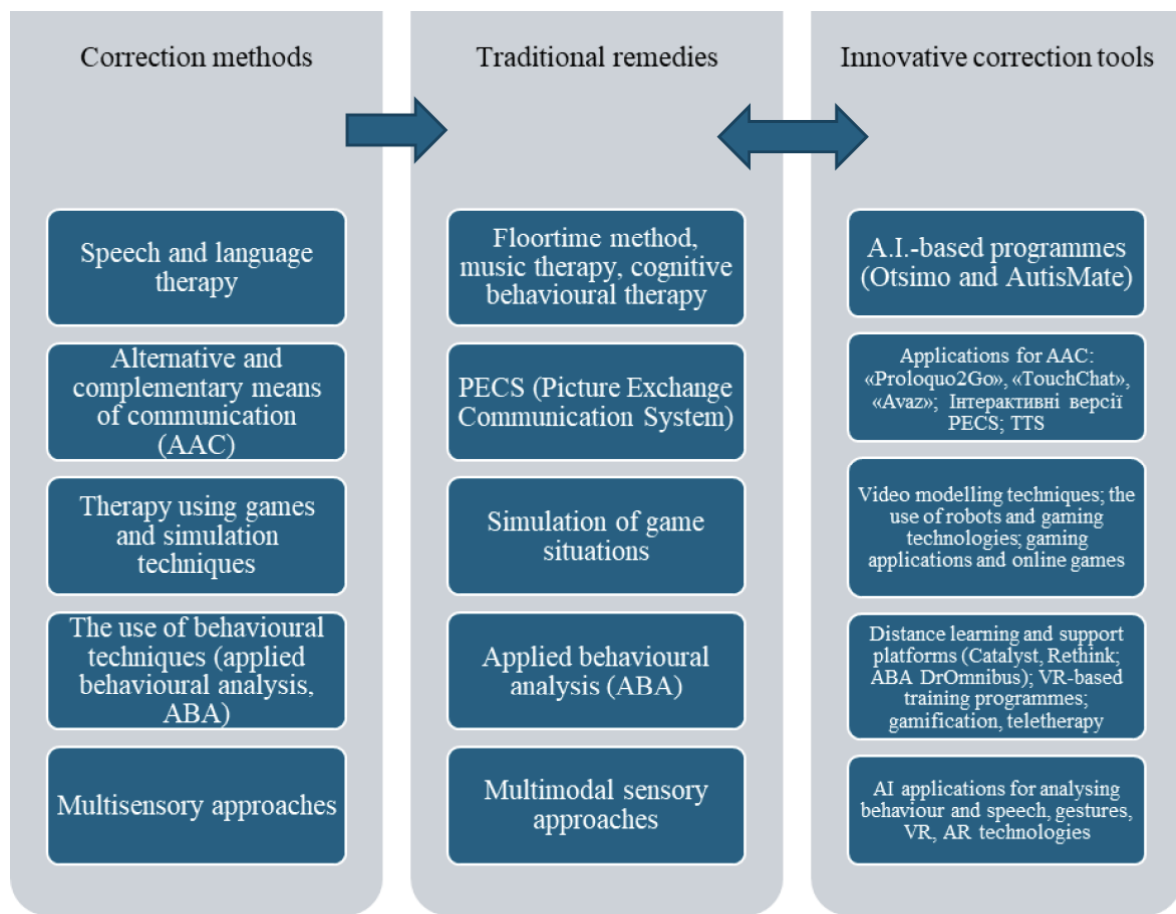 Correction methods
Speech and language
therapy
Alternative and
complementary means
of communication
(AAC)
Therapy using games
and simulation
techniques
The use of behavioural
techniques (applied
behavioural analysis,
ABA)
Multisensory approaches
Traditional remedies
Floortime method,
music therapy, cognitive
behavioural therapy
PECS (Picture Exchange
Communication System)
Simulation of game
situations
Applied behavioural
analysis (ABA)
Multimodal sensory
approaches
Innovative correction tools
A.I.-based programmes
(Otsimo and AutisMate)
Applications for AAC:
«Proloquo2Go», «TouchChat»,
«Avaz»; Інтерактивні версії
PECS; TTS
Video modelling techniques; the
use of robots and gaming
technologies; gaming
applications and online games
Distance learning and support
platforms (Catalyst, Rethink;
ABA DrOmnibus); VR-based
training programmes;
gamification, teletherapy
AI applications for analysing
behaviour and speech, gestures,
VR, AR technologies